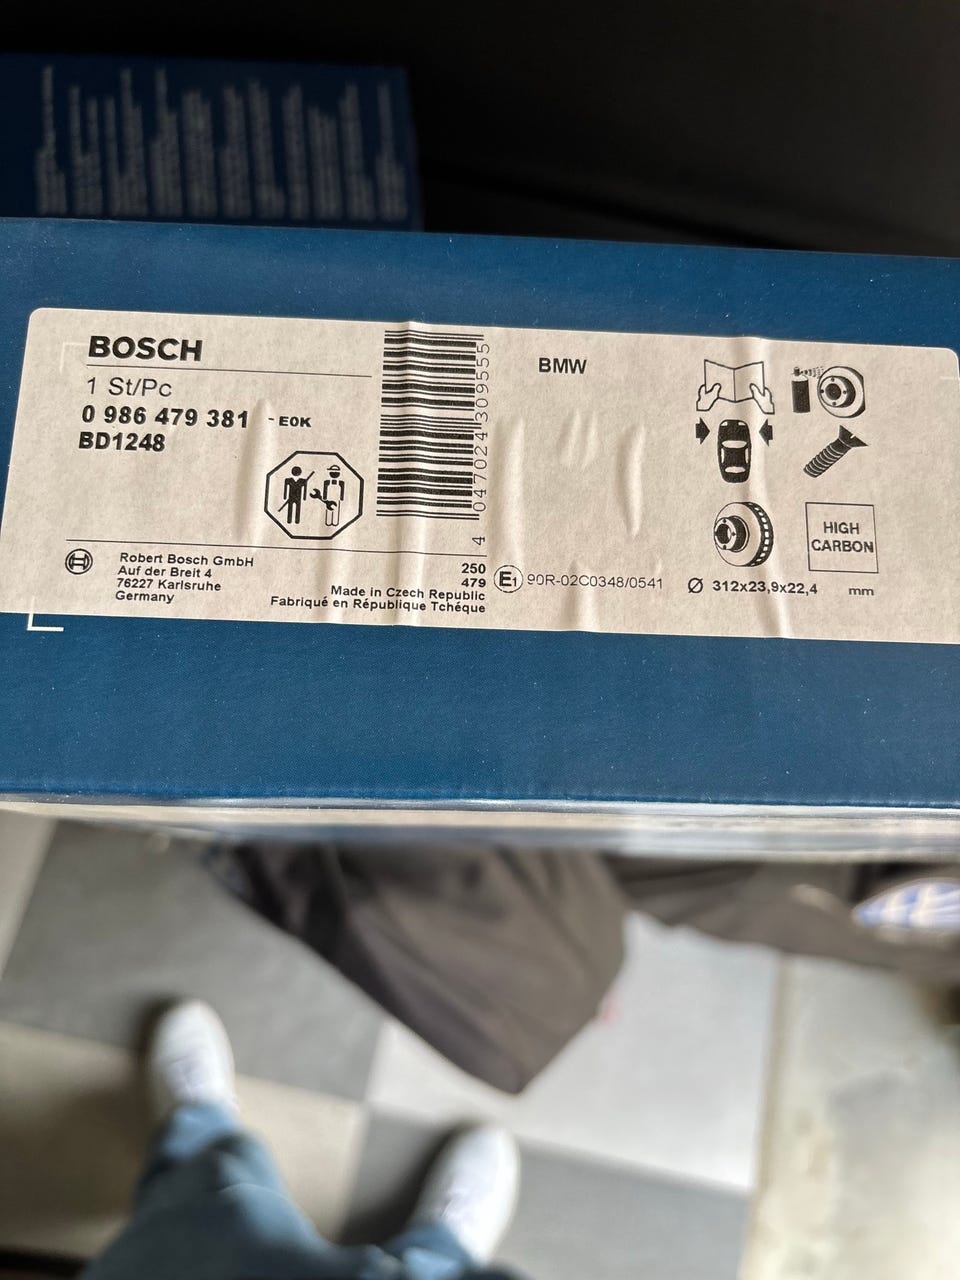 BOSCH
1 St/Pc
0 986 479 381 - E0K
BD1248
4 047024 309555
BMW
HIGH
CARBON
Robert Bosch GmbH
Auf der Breit 4
76227 Karlsruhe
Germany
250
479
Made in Czech Republic
Fabriqué en République Tchéque
E1 90R-02C0348/0541
Ø 312x23,9x22,4 mm